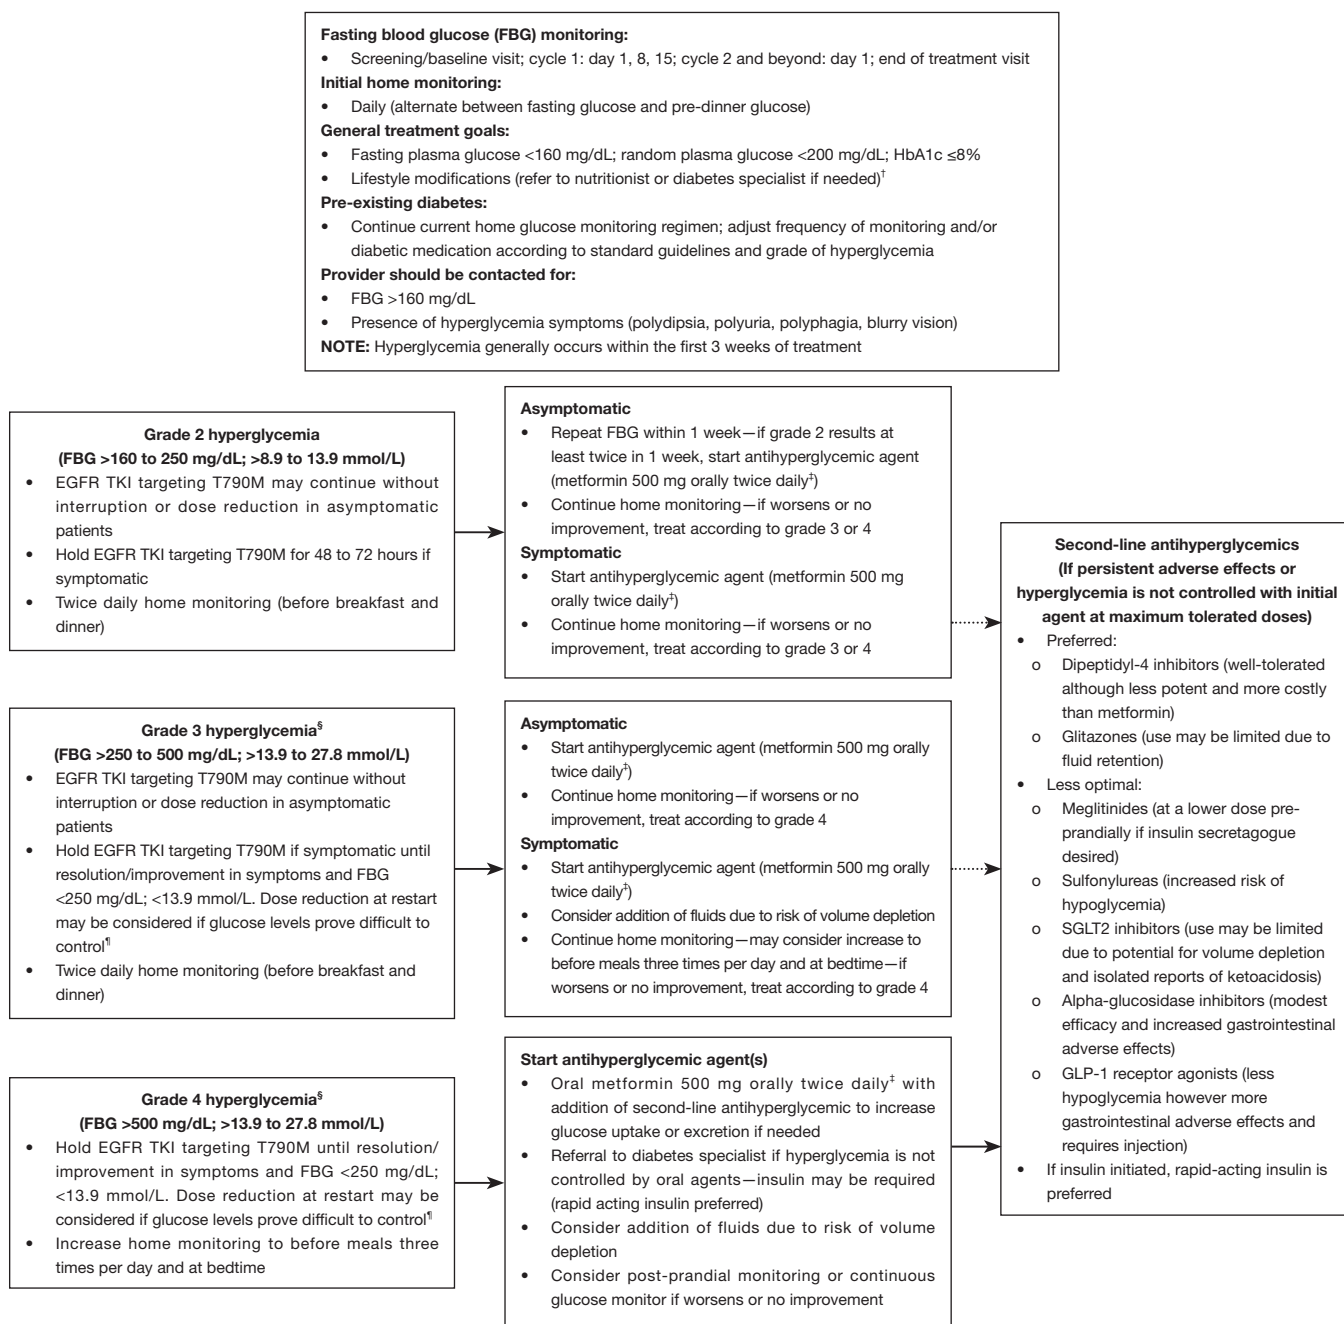 Fasting blood glucose (FBG) monitoring:
• Screening/baseline visit; cycle 1: day 1, 8, 15; cycle 2 and beyond: day 1; end of treatment visit
Initial home monitoring:
• Daily (alternate between fasting glucose and pre-dinner glucose)
General treatment goals:
• Fasting plasma glucose <160 mg/dL; random plasma glucose <200 mg/dL; HbA1c ≤8%
• Lifestyle modifications (refer to nutritionist or diabetes specialist if needed)†
Pre-existing diabetes:
• Continue current home glucose monitoring regimen; adjust frequency of monitoring and/or
diabetic medication according to standard guidelines and grade of hyperglycemia
Provider should be contacted for:
• FBG >160 mg/dL
• Presence of hyperglycemia symptoms (polydipsia, polyuria, polyphagia, blurry vision)
NOTE: Hyperglycemia generally occurs within the first 3 weeks of treatment
Grade 2 hyperglycemia
(FBG >160 to 250 mg/dL; >8.9 to 13.9 mmol/L)
• EGFR TKI targeting T790M may continue without
interruption or dose reduction in asymptomatic
patients
• Hold EGFR TKI targeting T790M for 48 to 72 hours if
symptomatic
• Twice daily home monitoring (before breakfast and
dinner)
Asymptomatic
• Repeat FBG within 1 week—if grade 2 results at
least twice in 1 week, start antihyperglycemic agent
(metformin 500 mg orally twice daily‡)
• Continue home monitoring—if worsens or no
improvement, treat according to grade 3 or 4
Symptomatic
• Start antihyperglycemic agent (metformin 500 mg
orally twice daily‡)
• Continue home monitoring—if worsens or no
improvement, treat according to grade 3 or 4
Grade 3 hyperglycemia§
(FBG >250 to 500 mg/dL; >13.9 to 27.8 mmol/L)
• EGFR TKI targeting T790M may continue without
interruption or dose reduction in asymptomatic
patients
• Hold EGFR TKI targeting T790M if symptomatic until
resolution/improvement in symptoms and FBG
<250 mg/dL; <13.9 mmol/L. Dose reduction at restart
may be considered if glucose levels prove difficult to
control¶
• Twice daily home monitoring (before breakfast and
dinner)
Asymptomatic
• Start antihyperglycemic agent (metformin 500 mg orally
twice daily‡)
• Continue home monitoring—if worsens or no
improvement, treat according to grade 4
Symptomatic
• Start antihyperglycemic agent (metformin 500 mg orally
twice daily‡)
• Consider addition of fluids due to risk of volume depletion
• Continue home monitoring—may consider increase to
before meals three times per day and at bedtime—if
worsens or no improvement, treat according to grade 4
Grade 4 hyperglycemia§
(FBG >500 mg/dL; >13.9 to 27.8 mmol/L)
• Hold EGFR TKI targeting T790M until resolution/
improvement in symptoms and FBG <250 mg/dL;
<13.9 mmol/L. Dose reduction at restart may be
considered if glucose levels prove difficult to control¶
• Increase home monitoring to before meals three
times per day and at bedtime
Start antihyperglycemic agent(s)
• Oral metformin 500 mg orally twice daily‡ with
addition of second-line antihyperglycemic to increase
glucose uptake or excretion if needed
• Referral to diabetes specialist if hyperglycemia is not
controlled by oral agents—insulin may be required
(rapid acting insulin preferred)
• Consider addition of fluids due to risk of volume
depletion
• Consider post-prandial monitoring or continuous
glucose monitor if worsens or no improvement
Second-line antihyperglycemics
(If persistent adverse effects or
hyperglycemia is not controlled with initial
agent at maximum tolerated doses)
• Preferred:
o Dipeptidyl-4 inhibitors (well-tolerated
although less potent and more costly
than metformin)
o Glitazones (use may be limited due to
fluid retention)
• Less optimal:
o Meglitinides (at a lower dose pre-
prandially if insulin secretagogue
desired)
o Sulfonylureas (increased risk of
hypoglycemia)
o SGLT2 inhibitors (use may be limited
due to potential for volume depletion
and isolated reports of ketoacidosis)
o Alpha-glucosidase inhibitors (modest
efficacy and increased gastrointestinal
adverse effects)
o GLP-1 receptor agonists (less
hypoglycemia however more
gastrointestinal adverse effects and
requires injection)
• If insulin initiated, rapid-acting insulin is
preferred